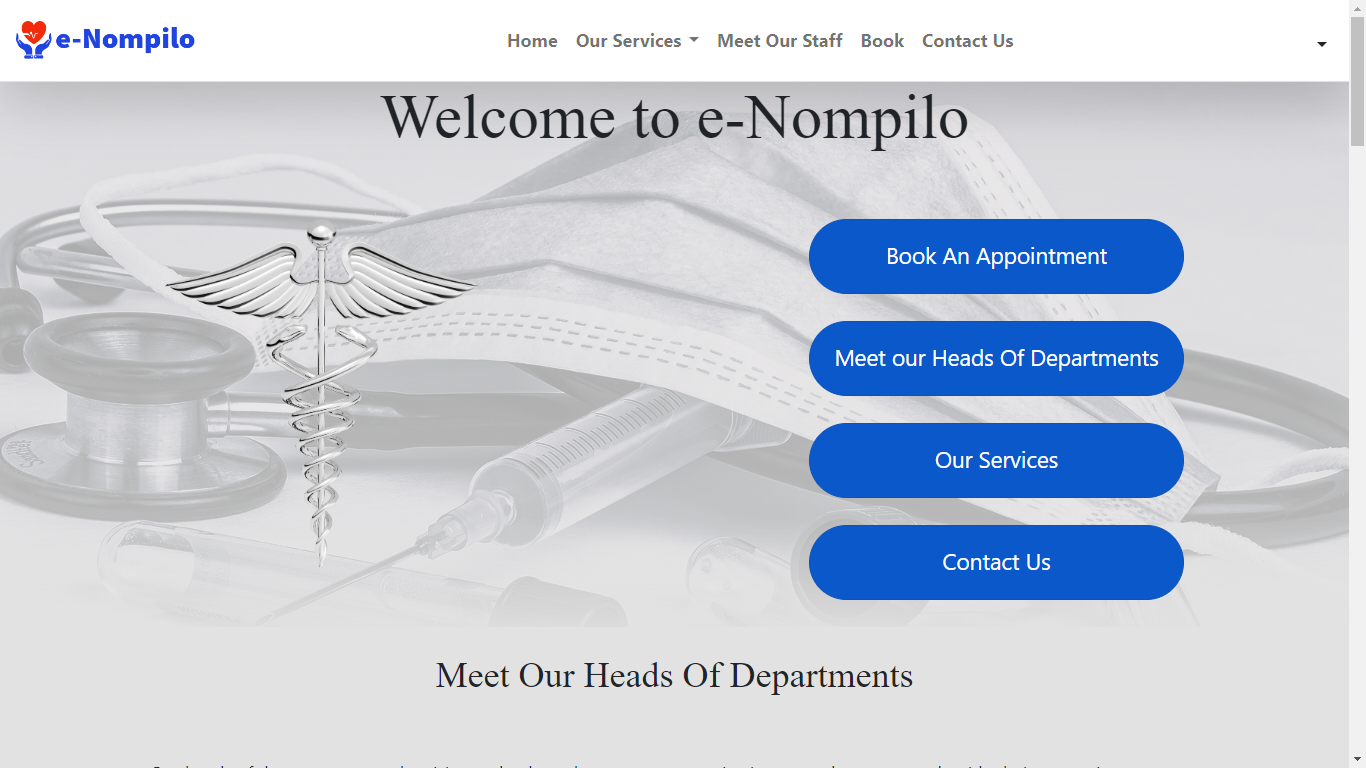 e-Nompilo
Home Our Services Meet Our Staff Book Contact Us
Welcome to e-Nompilo
Book An Appointment
Meet our Heads Of Departments
Our Services
Contact Us
Meet Our Heads Of Departments